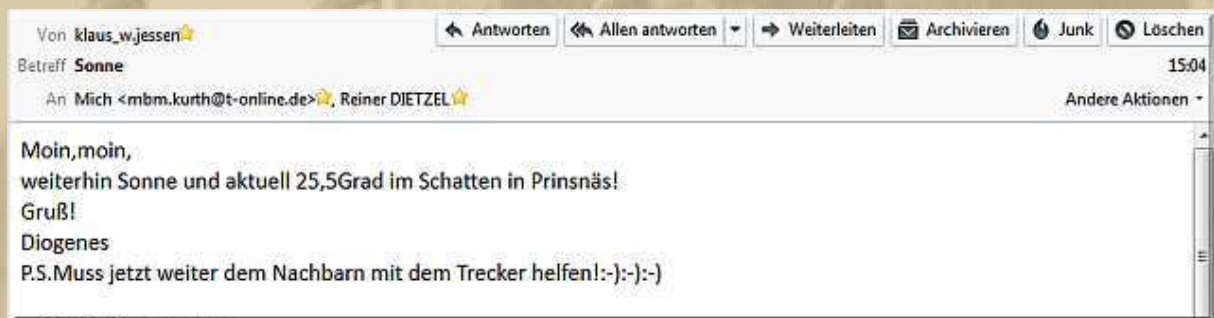 Von klaus_w.jessen Antworten Allen antworten Weiterleiten Archivieren Junk Löschen
Betreff Sonne 15:04
An Mich <mbm.kurth@t-online.de>, Reiner DIETZEL Andere Aktionen
Moin,moin,
weiterhin Sonne und aktuell 25,5Grad im Schatten in Prinsnäs!
Gruß!
Diogenes
P.S.Muss jetzt weiter dem Nachbarn mit dem Trecker helfen!:-):-):-)